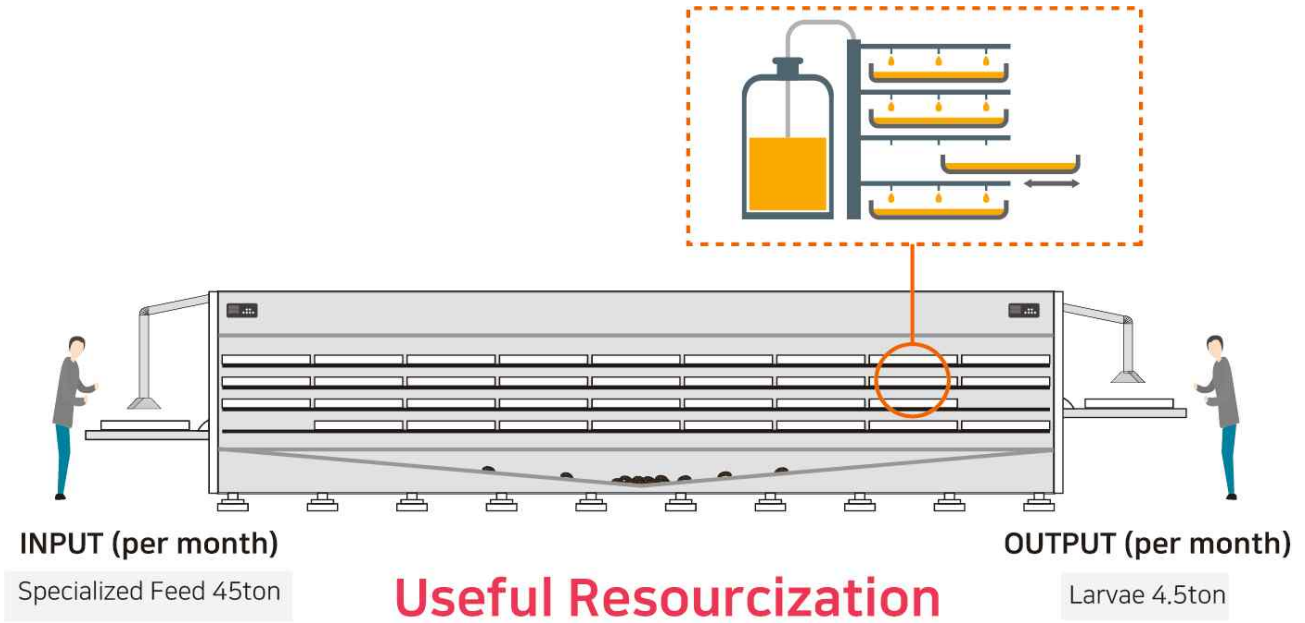 INPUT (per month)
OUTPUT (per month)
Specialized Feed 45ton
Useful Resourcization
Larvae 4.5ton